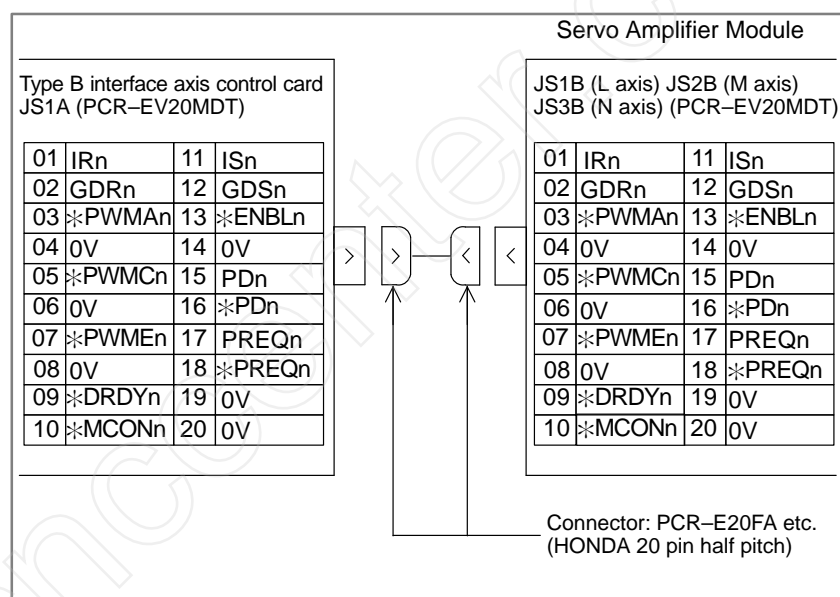 Servo Amplifier Module
Type B interface axis control card
JS1A (PCR–EV20MDT)
01 IRn 11 ISn
02 GDRn 12 GDSn
03 ✻PWMAn 13 ✻ENBLn
04 0V 14 0V
05 ✻PWMCn 15 PDn
06 0V 16 ✻PDn
07 ✻PWMEn 17 PREQn
08 0V 18 ✻PREQn
09 ✻DRDYn 19 0V
10 ✻MCONn 20 0V
JS1B (L axis) JS2B (M axis)
JS3B (N axis) (PCR–EV20MDT)
01 IRn 11 ISn
02 GDRn 12 GDSn
03 ✻PWMAn 13 ✻ENBLn
04 0V 14 0V
05 ✻PWMCn 15 PDn
06 0V 16 ✻PDn
07 ✻PWMEn 17 PREQn
08 0V 18 ✻PREQn
09 ✻DRDYn 19 0V
10 ✻MCONn 20 0V
Connector: PCR–E20FA etc.
(HONDA 20 pin half pitch)